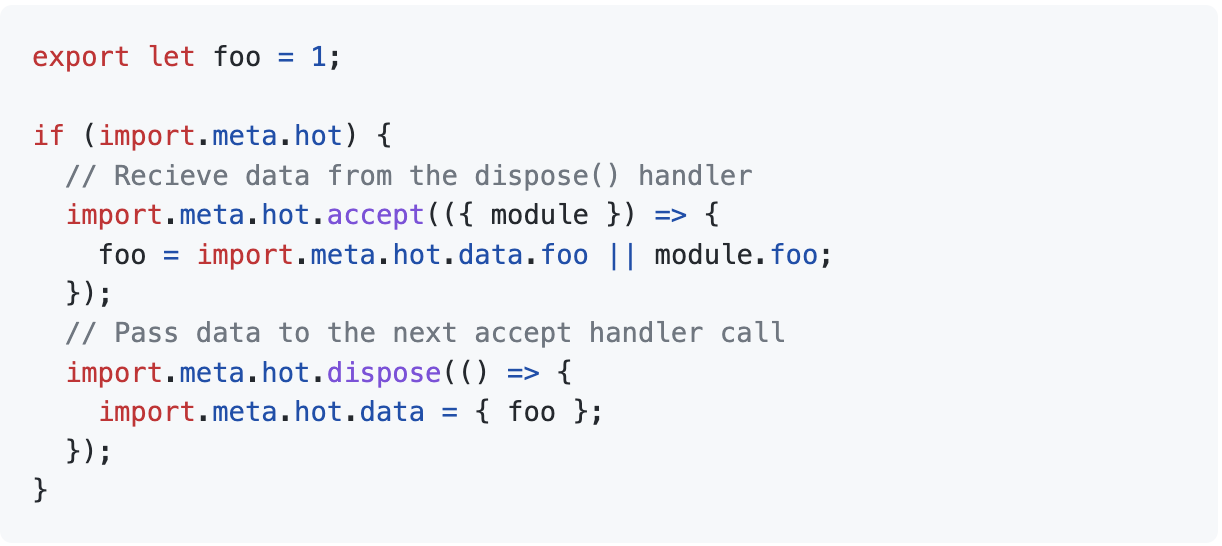 export let foo = 1;
if (import.meta.hot) {
// Recieve data from the dispose() handler
import.meta.hot.accept(({ module }) => {
foo = import.meta.hot.data.foo || module.foo;
});
// Pass data to the next accept handler call
import.meta.hot.dispose(() => {
import.meta.hot.data = { foo };
});
}